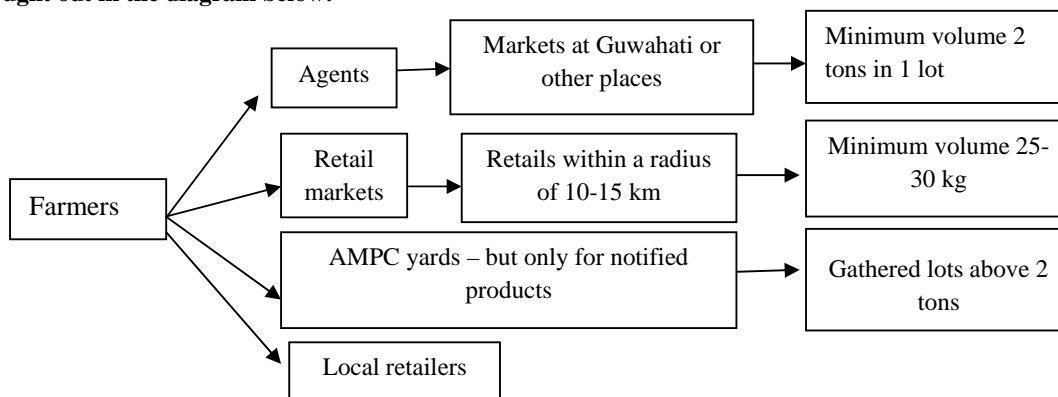 ught out in the diagram below:
Agents
Markets at Guwahati or
other places
Minimum volume 2
tons in 1 lot
Farmers
Retail
markets
Retails within a radius
of 10-15 km
Minimum volume 25-
30 kg
AMPC yards – but only for notified
products
Gathered lots above 2
tons
Local retailers